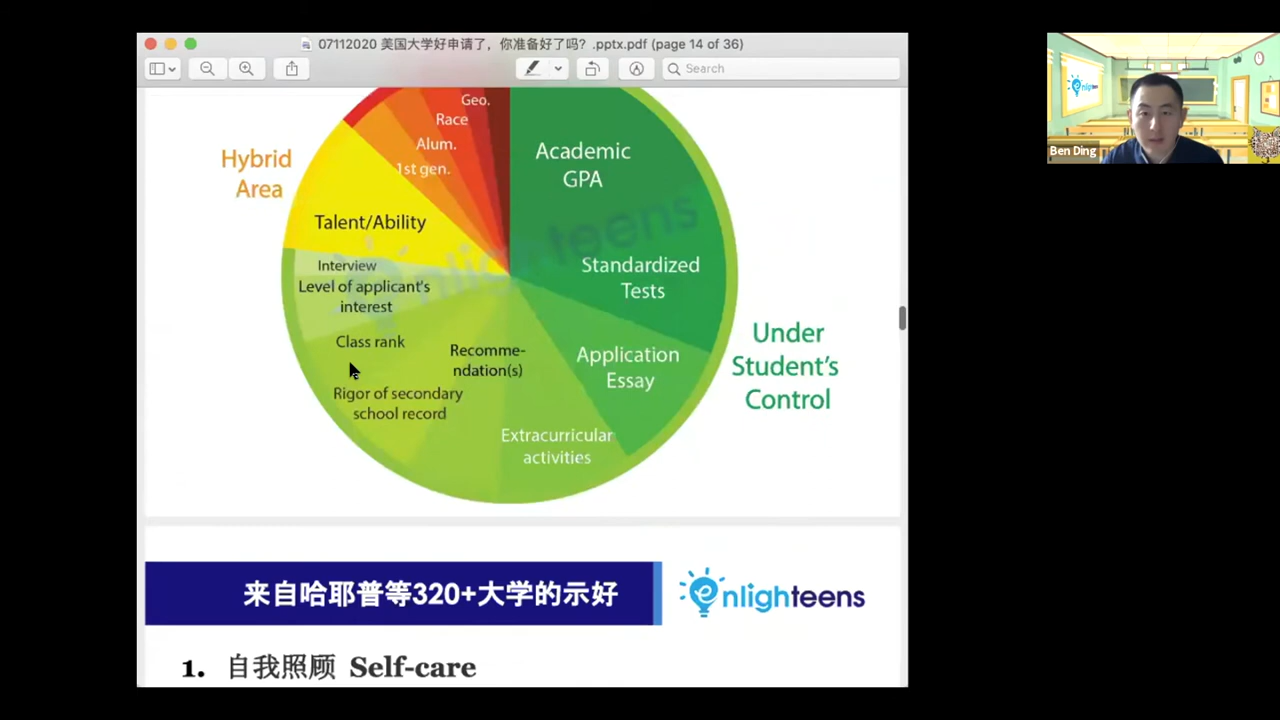 07112020 美国大学好申请了，你准备好了吗？.pptx.pdf (page 14 of 36)
Search
Geo.
Race
Alum.
1st gen.
Hybrid
Area
Talent/Ability
Interview
Level of applicant's
interest
Class rank
Rigor of secondary
school record
Recomme-
ndation(s)
Extracurricular
activities
Academic
GPA
Standardized
Tests
Application
Essay
Under
Student's
Control
enlighteens
来自哈耶普等320+大学的示好
enlighteens
1. 自我照顾 Self-care
enlighteens
Ben Ding